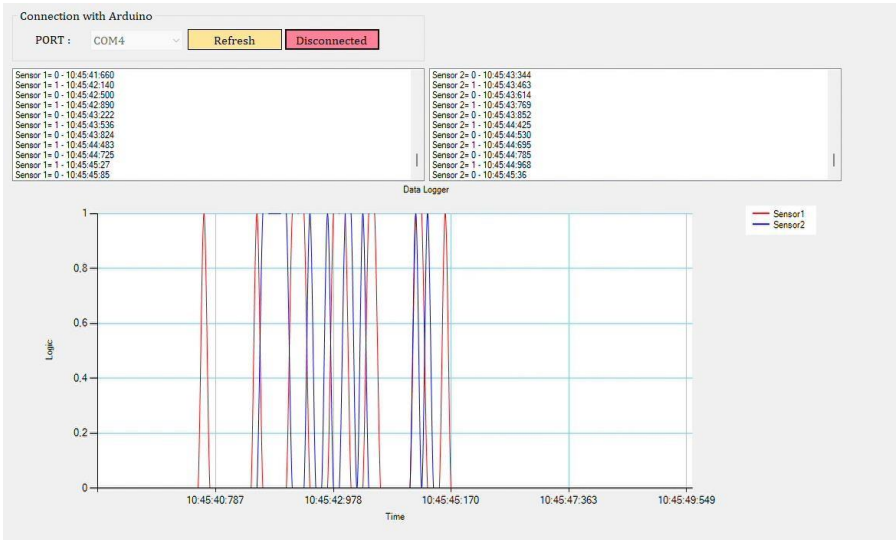 Connection with Arduino
PORT :
COM4
Refresh
Disconnected
Sensor 1= 0 - 10:45:41:660
Sensor 1= 1 - 10:45:42:140
Sensor 1= 0 - 10:45:42:500
Sensor 1= 1 - 10:45:42:890
Sensor 1= 0 - 10:45:43:222
Sensor 1= 1 - 10:45:43:536
Sensor 1= 0 - 10:45:43:824
Sensor 1= 1 - 10:45:44:483
Sensor 1= 0 - 10:45:44:725
Sensor 1= 1 - 10:45:45:27
Sensor 1= 0 - 10:45:45:85
Sensor 2= 0 - 10:45:43:344
Sensor 2= 1 - 10:45:43:463
Sensor 2= 0 - 10:45:43:614
Sensor 2= 1 - 10:45:43:769
Sensor 2= 0 - 10:45:43:852
Sensor 2= 1 - 10:45:44:425
Sensor 2= 0 - 10:45:44:530
Sensor 2= 1 - 10:45:44:695
Sensor 2= 0 - 10:45:44:785
Sensor 2= 1 - 10:45:44:968
Sensor 2= 0 - 10:45:45:36
Data Logger
Sensor1
Sensor2
1
0.8
0.6
0.4
0.2
0
Logic
10:45:40:787
10:45:42:978
10:45:45:170
10:45:47:363
10:45:49:549
Time